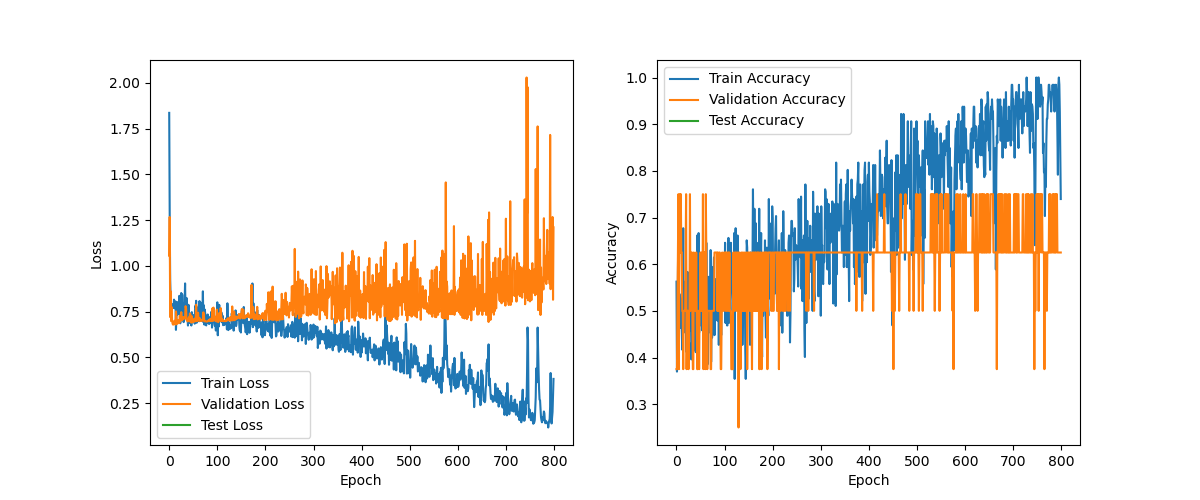 2.00
1.75
1.50
1.25
1.00
0.75
0.50
0.25
Loss
Train Loss
Validation Loss
Test Loss
0 100 200 300 400 500 600 700 800
Epoch
1.0
0.9
0.8
0.7
0.6
0.5
0.4
0.3
Accuracy
Train Accuracy
Validation Accuracy
Test Accuracy
0 100 200 300 400 500 600 700 800
Epoch